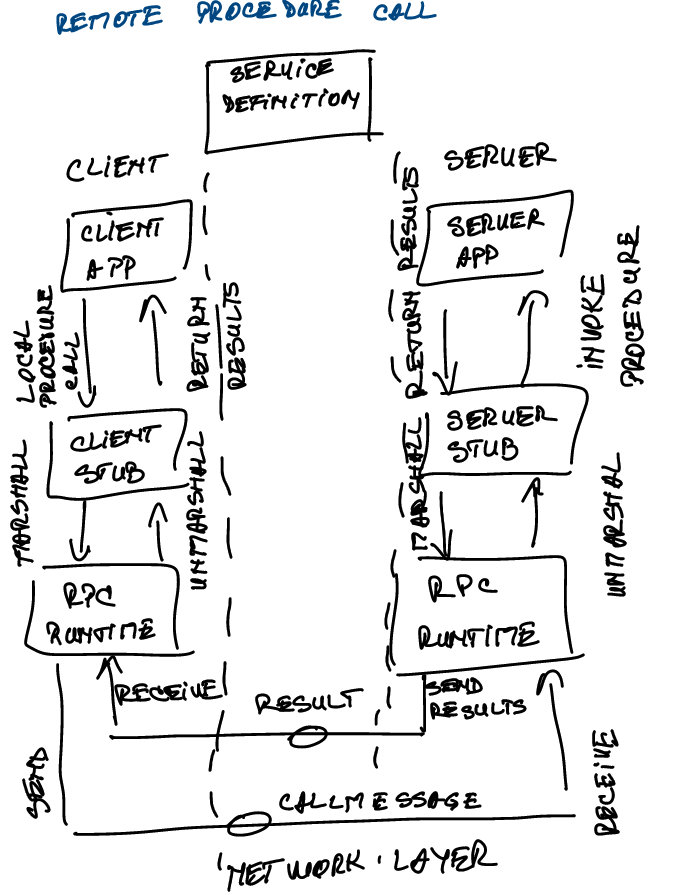 REMOTE PROCEDURE CALL
SERVICE
DEFINITION
CLIENT
SERVER
CLIENT
APP
SERVER
APP
LOCAL
PROCEDURE
CALL
RETURN
RESULTS
RETURN RESULTS
INVOKE
PROCEDURE
CLIENT
STUB
SERVER
STUB
MARSHALL
UNMARSHALL
MARSHALL
UNMARSHAL
RPC
RUNTIME
RPC
RUNTIME
RECEIVE
RESULT
SEND
RESULTS
SEND
CALL MESSAGE
RECEIVE
NETWORK LAYER